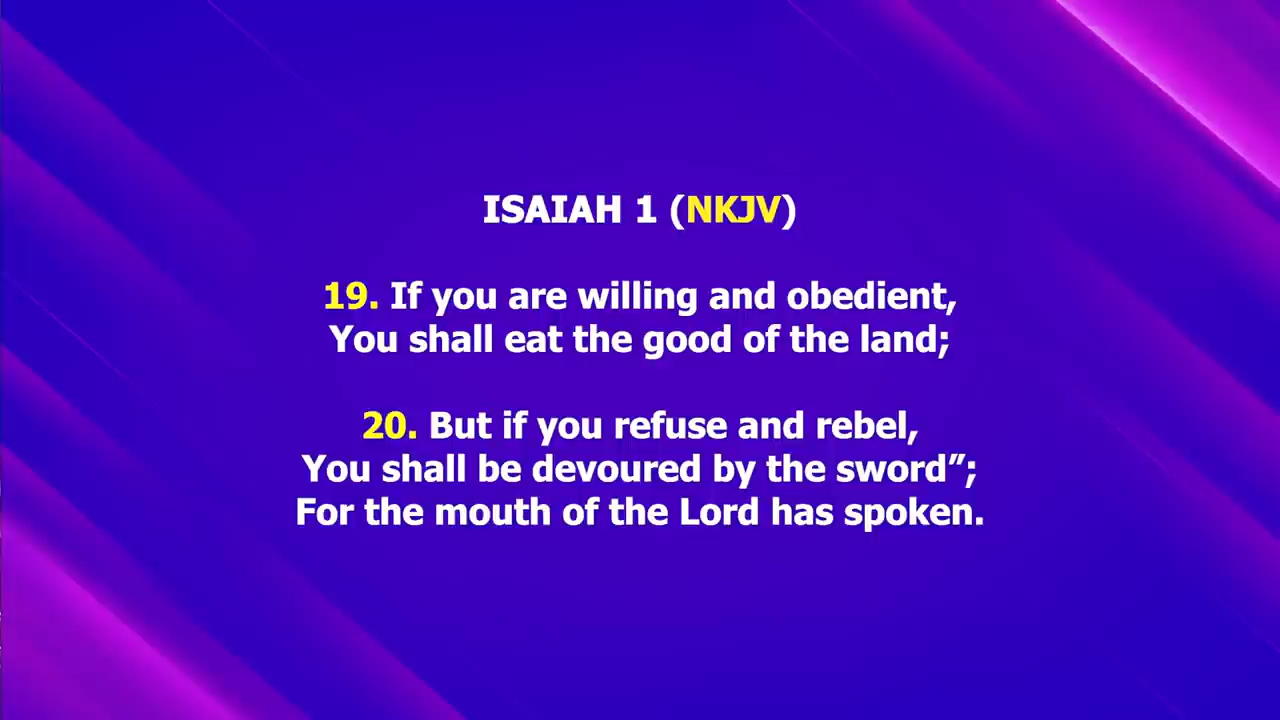 ISAIAH 1 (NKJV)
19. If you are willing and obedient,
You shall eat the good of the land;
20. But if you refuse and rebel,
You shall be devoured by the sword”;
For the mouth of the Lord has spoken.